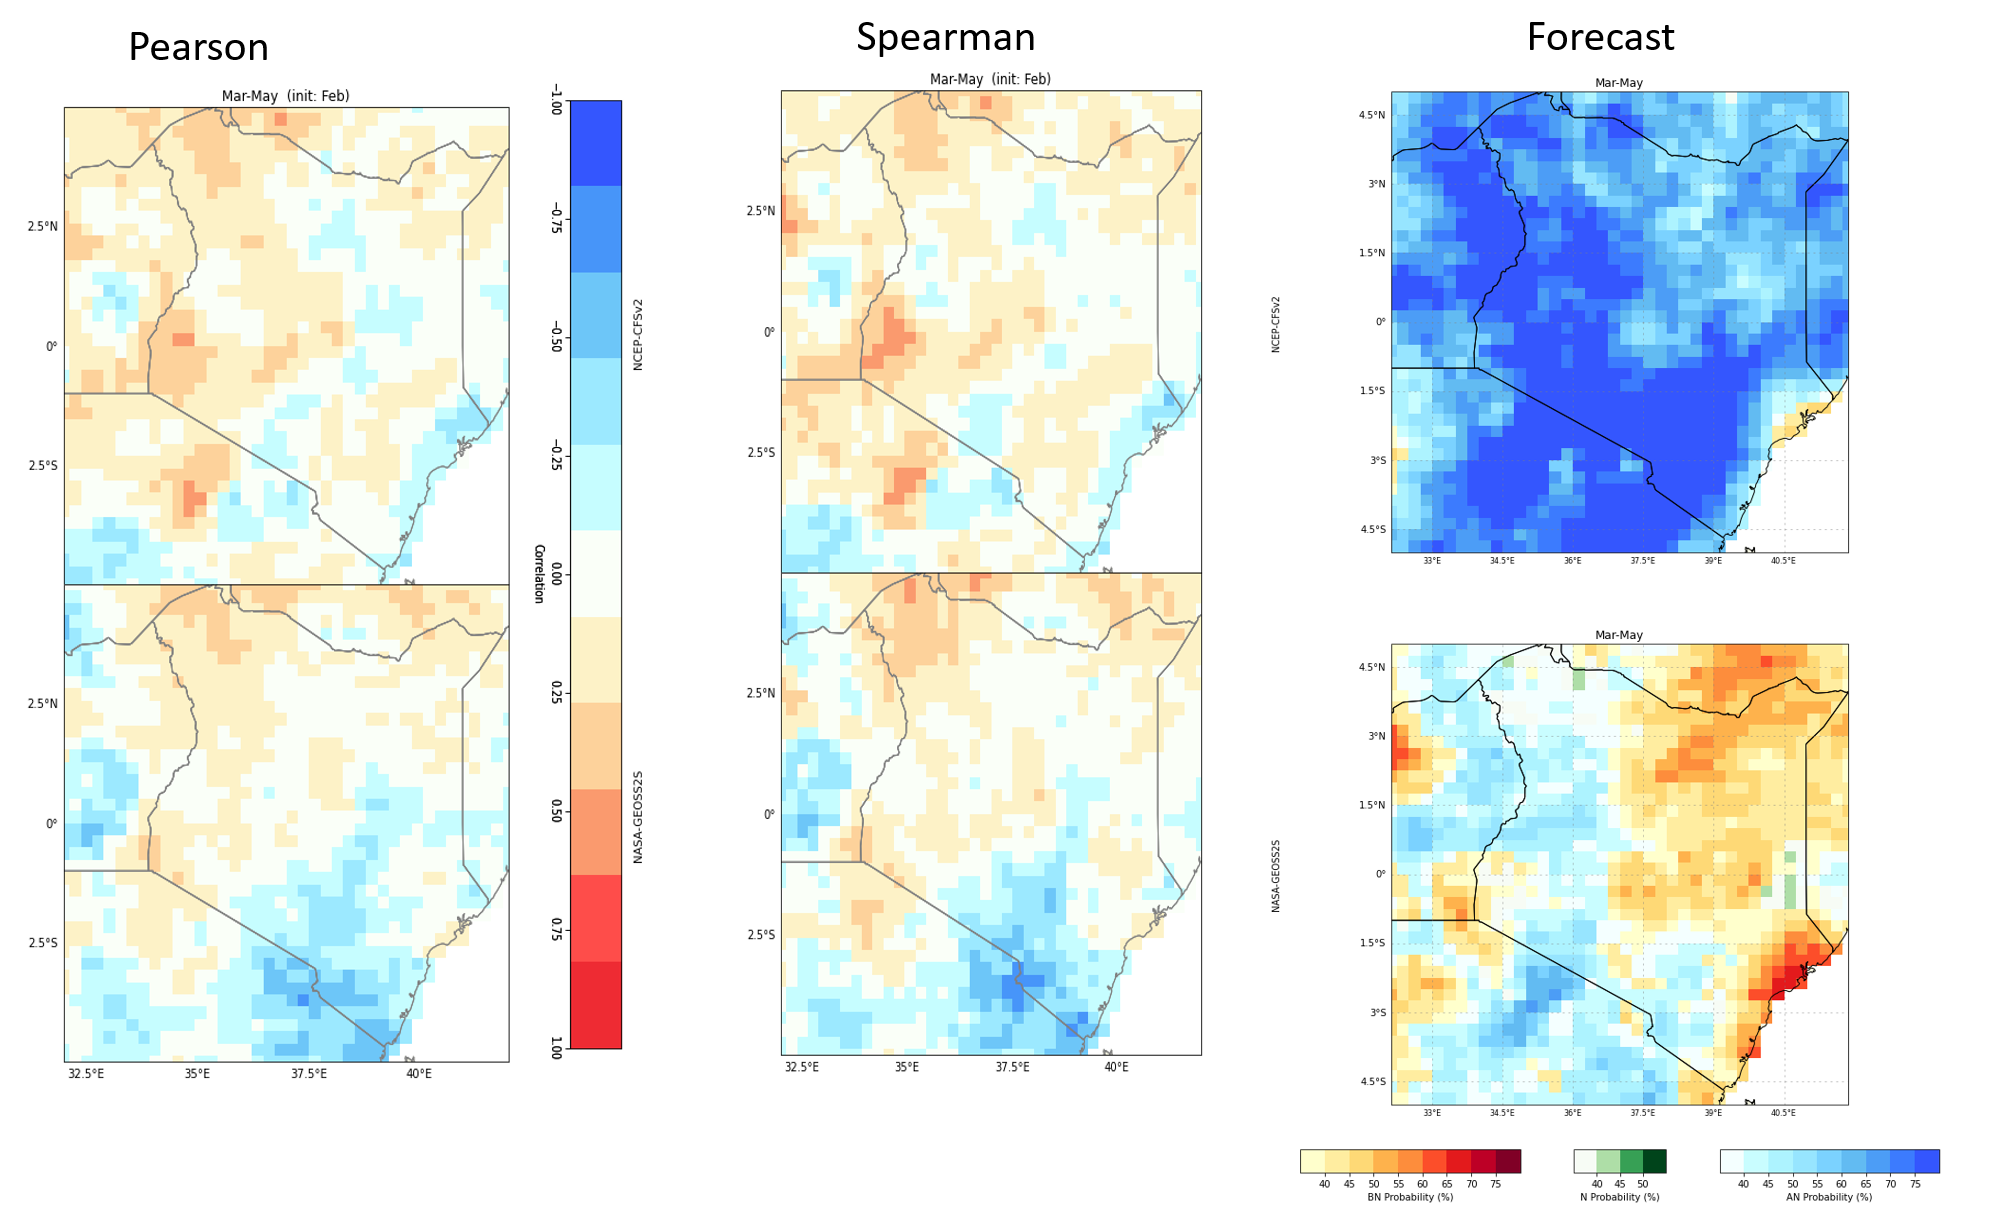 Pearson
Spearman
Forecast
Mar-May (init: Feb)
2.5°N
0°
2.5°S
NCEP-CFSv2
2.5°N
0°
2.5°S
NASA-GEOSS2S
32.5°E 35°E 37.5°E 40°E
−1.00
−0.75
−0.50
−0.25
0.00
0.25
0.50
0.75
1.00
Correlation
Mar-May (init: Feb)
2.5°N
0°
2.5°S
NCEP-CFSv2
2.5°N
0°
2.5°S
NASA-GEOSS2S
32.5°E 35°E 37.5°E 40°E
Mar-May
4.5°N
3°N
1.5°N
0°
1.5°S
3°S
4.5°S
33°E 34.5°E 36°E 37.5°E 39°E 40.5°E
Mar-May
4.5°N
3°N
1.5°N
0°
1.5°S
3°S
4.5°S
33°E 34.5°E 36°E 37.5°E 39°E 40.5°E
40 45 50 55 60 65 70 75
BN Probability (%)
40 45 50
N Probability (%)
40 45 50 55 60 65 70 75
AN Probability (%)